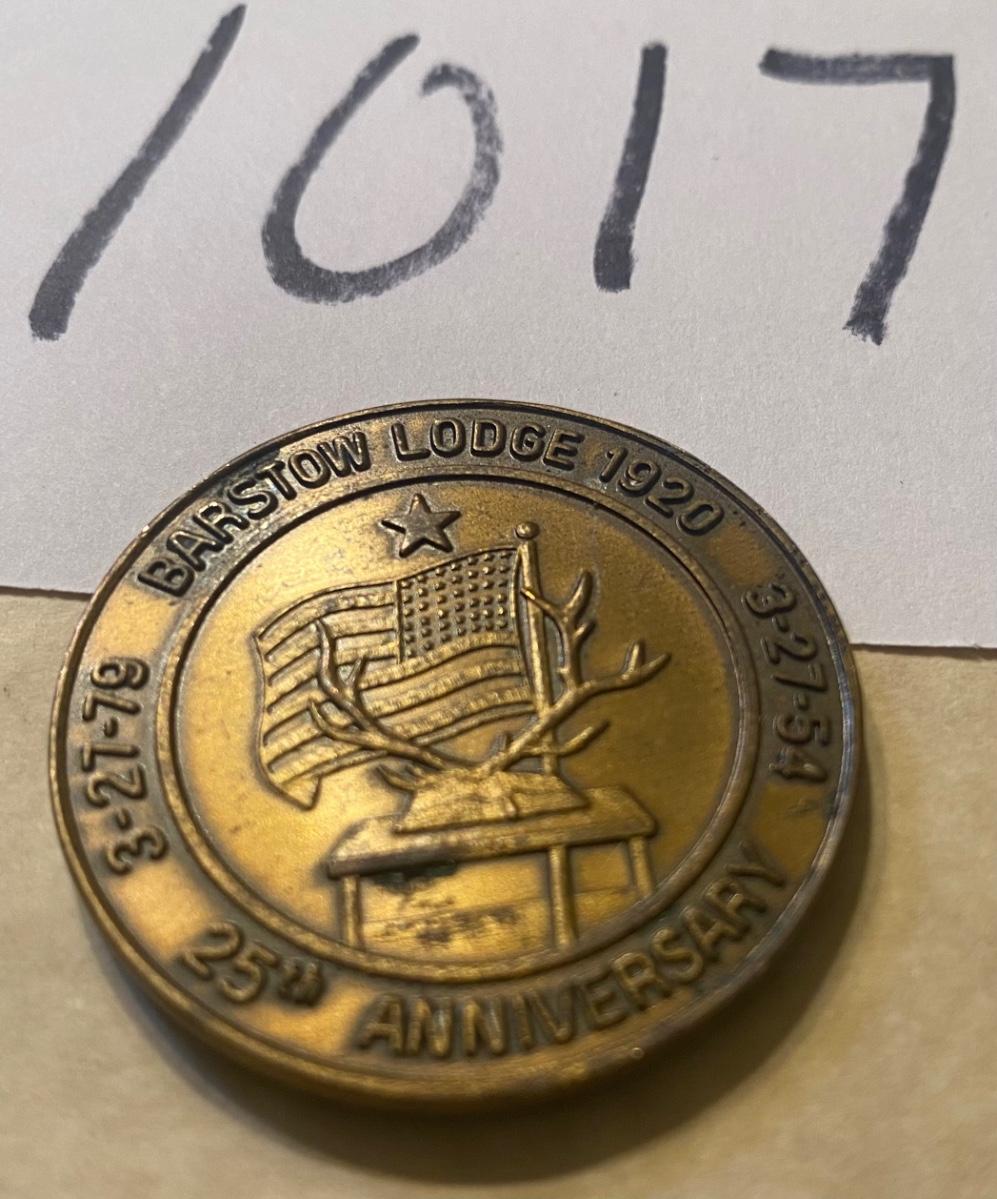 1017
BARSTOW LODGE 1920
3-27-54
3-27-79
25th ANNIVERSARY